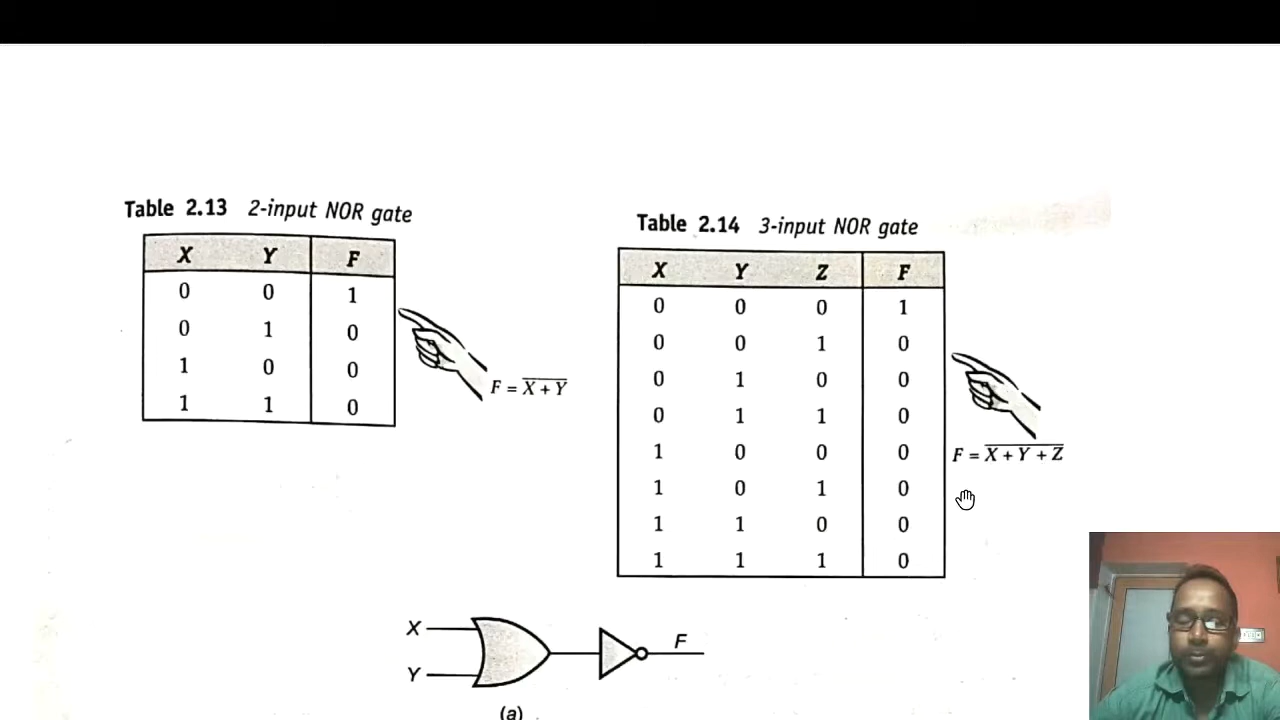 Table 2.13 2-input NOR gate
X Y F
0 0 1
0 1 0
1 0 0
1 1 0
F = \overline{X + Y}
Table 2.14 3-input NOR gate
X Y Z F
0 0 0 1
0 0 1 0
0 1 0 0
0 1 1 0
1 0 0 0
1 0 1 0
1 1 0 0
1 1 1 0
F = \overline{X + Y + Z}
X
Y
F
(a)